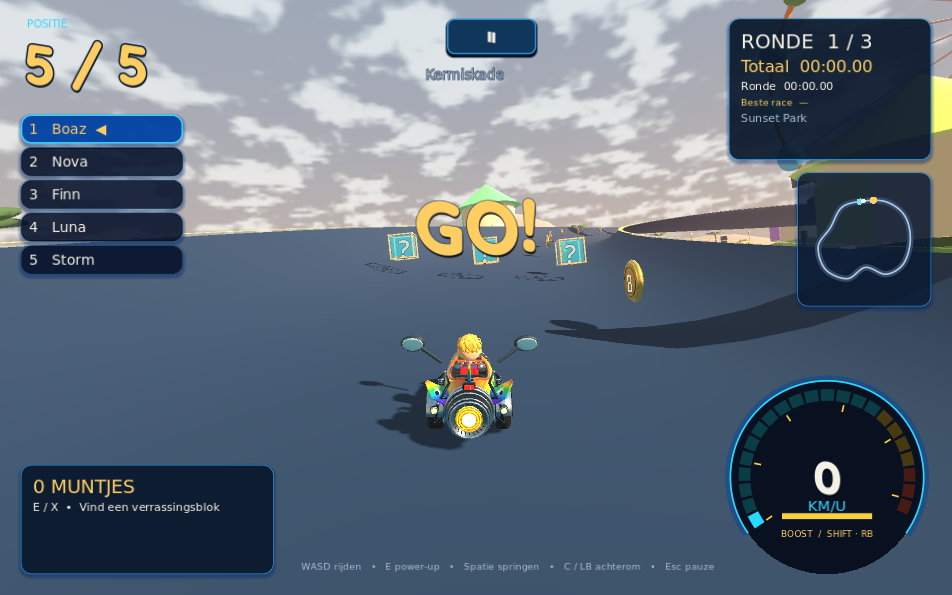 POSITIE
5 / 5
1 Boaz ◀
2 Nova
3 Finn
4 Luna
5 Storm
Kermiskade
RONDE 1 / 3
Totaal 00:00.00
Ronde 00:00.00
Beste race —
Sunset Park
GO!
? ? ?
0 MUNTJES
E / X • Vind een verrassingsblok
0
KM/U
BOOST / SHIFT · RB
WASD rijden • E power-up • Spatie springen • C / LB achterom • Esc pauze